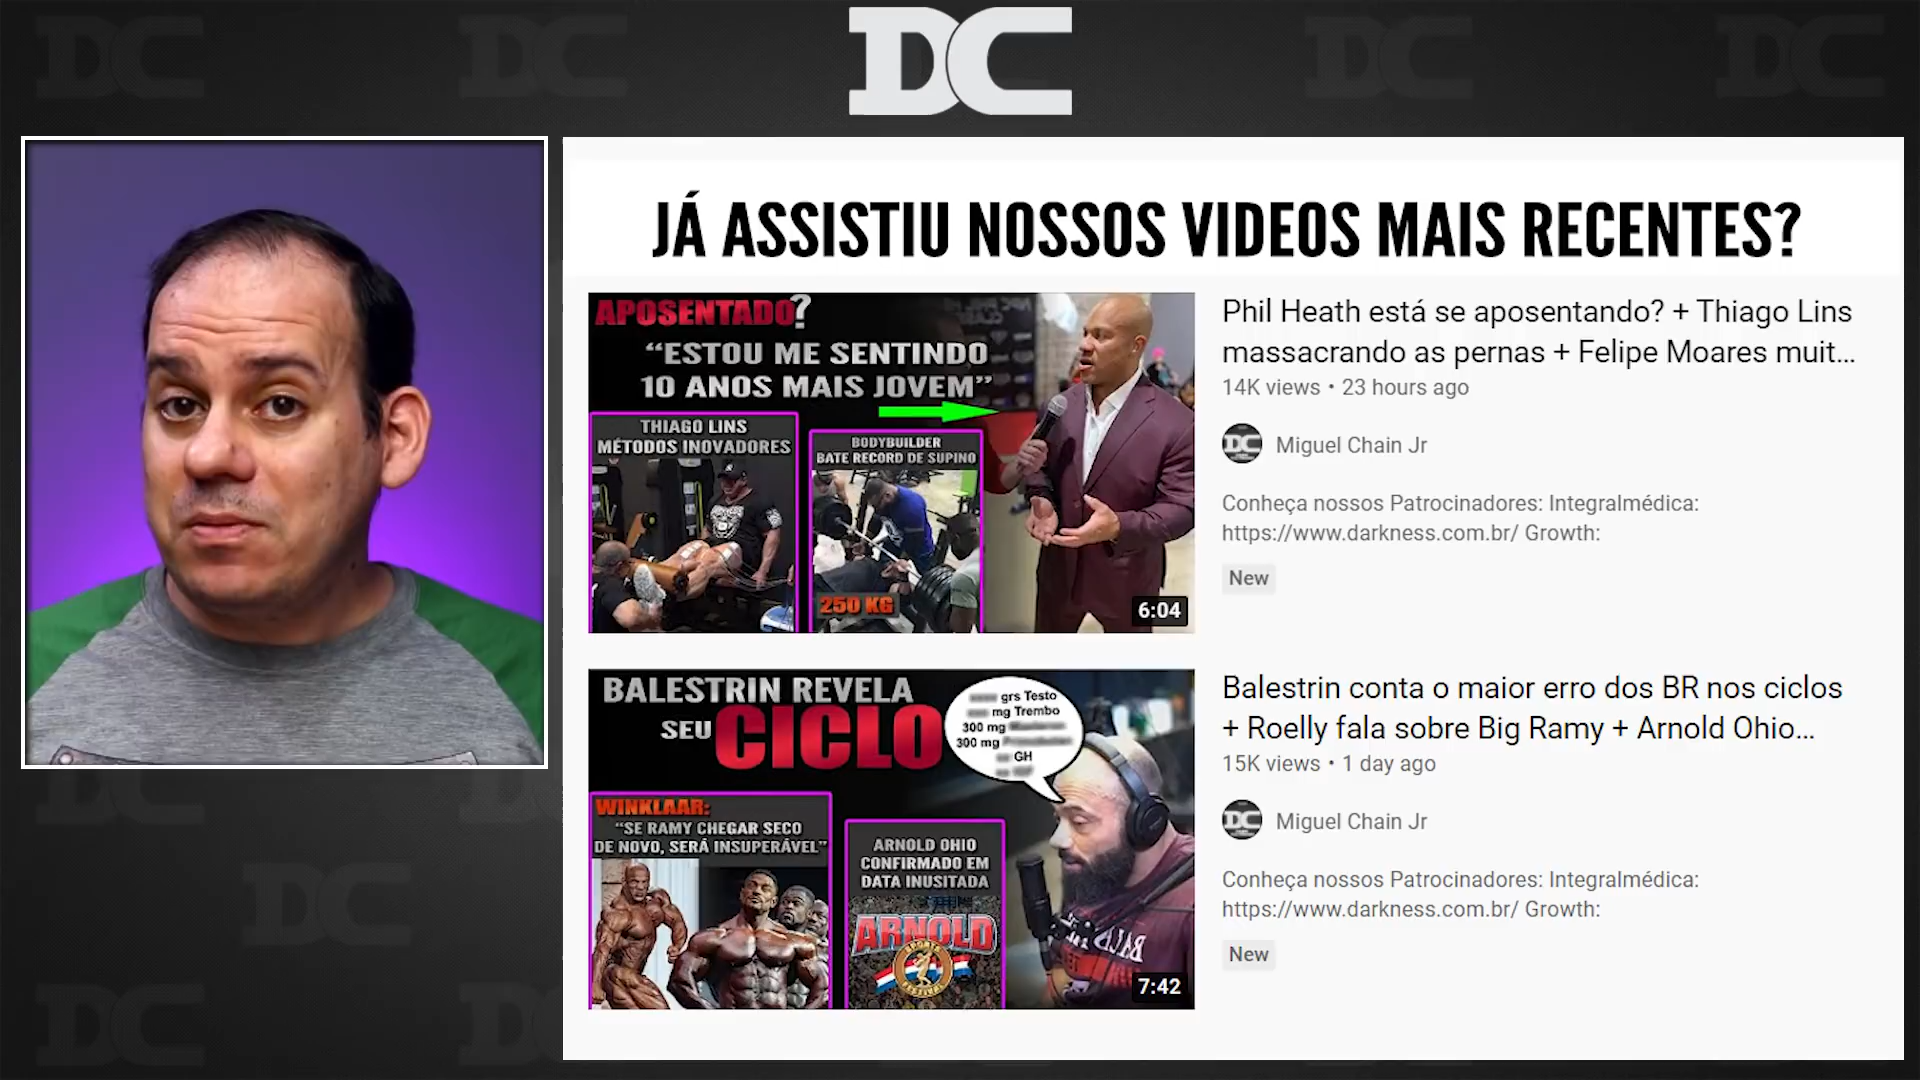 DC
JÁ ASSISTIU NOSSOS VIDEOS MAIS RECENTES?
APOSENTADO?
“ESTOU ME SENTINDO
10 ANOS MAIS JOVEM”
THIAGO LINS
MÉTODOS INOVADORES
BODYBUILDER
BATE RECORD DE SUPINO
250 KG
6:04
Phil Heath está se aposentando? + Thiago Lins
massacrando as pernas + Felipe Moares muit...
14K views • 23 hours ago
DC
Miguel Chain Jr
Conheça nossos Patrocinadores: Integralmédica:
https://www.darkness.com.br/ Growth:
New
BALESTRIN REVELA
SEU CICLO
grs Testo
mg Trembo
300 mg
300 mg
GH
WINKLAAR:
“SE RAMY CHEGAR SECO
DE NOVO, SERÁ INSUPERÁVEL”
ARNOLD OHIO
CONFIRMADO EM
DATA INUSITADA
ARNOLD
SPORTS
FESTIVAL
7:42
Balestrin conta o maior erro dos BR nos ciclos
+ Roelly fala sobre Big Ramy + Arnold Ohio...
15K views • 1 day ago
DC
Miguel Chain Jr
Conheça nossos Patrocinadores: Integralmédica:
https://www.darkness.com.br/ Growth:
New